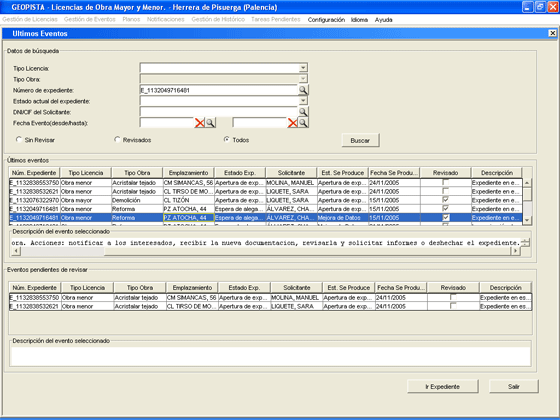 GEOPISTA - Licencias de Obra Mayor y Menor. - Herrera de Pisuerga (Palencia)
Gestión de Licencias Gestión de Eventos Planos Gestión de Histórico Tareas Pendientes Configuración Idioma Ayuda
Ultimos Eventos
Datos de búsqueda
Tipo Licencia:
Tipo Obra:
Número de expediente: E_1132049716481
Estado actual del expediente:
DNI/CIF del Solicitante:
Fecha Evento(desde/hasta):
Sin Revisar Revisados Todos Buscar
Últimos eventos
Núm. Expediente Tipo Licencia Tipo Obra Emplazamiento Estado Exp. Solicitante Est. Se Produce Fecha Se Produ... Revisado Descripción
E_1132838553750 Obra menor Acristalar tejado CM SIMANCAS, 56 Apertura de exp... MOLINA, MANUEL Apertura de exp... 24/11/2005 Expediente en e...
E_1132838532621 Obra menor Acristalar tejado CL TIRSO DE MO... Apertura de exp... LIQUETE, SARA Apertura de exp... 24/11/2005 Expediente en e...
E_1132076322970 Obra mayor Demolición CL TIZÓN Apertura de exp... Apertura de exp... 15/11/2005 Expediente en e...
E_1132049716481 Obra mayor Reforma PZ ATOCHA, 44 Espera de alega... ÁLVAREZ, CHA... Apertura de exp... 15/11/2005 Expediente en e...
E_1132049716481 Obra mayor Reforma PZ ATOCHA, 44 Espera de alega... ÁLVAREZ, CHA... Mejora de Datos 15/11/2005 Expediente en e...
Descripción del evento seleccionado
ora. Acciones: notificar a los interesados, recibir la nueva documentacion, revisarla y solicitar informes o deshechar el expediente.
Eventos pendientes de revisar
Núm. Expediente Tipo Licencia Tipo Obra Emplazamiento Estado Exp. Solicitante Est. Se Produce Fecha Se Produ... Revisado Descripción
E_1132838553750 Obra menor Acristalar tejado CM SIMANCAS, 56 Apertura de exp... MOLINA, MANUEL Apertura de exp... 24/11/2005 Expediente en es...
E_1132838532621 Obra menor Acristalar tejado CL TIRSO DE MO... Apertura de exp... LIQUETE, SARA Apertura de exp... 24/11/2005 Expediente en es...
Descripción del evento seleccionado
Ir Expediente Salir